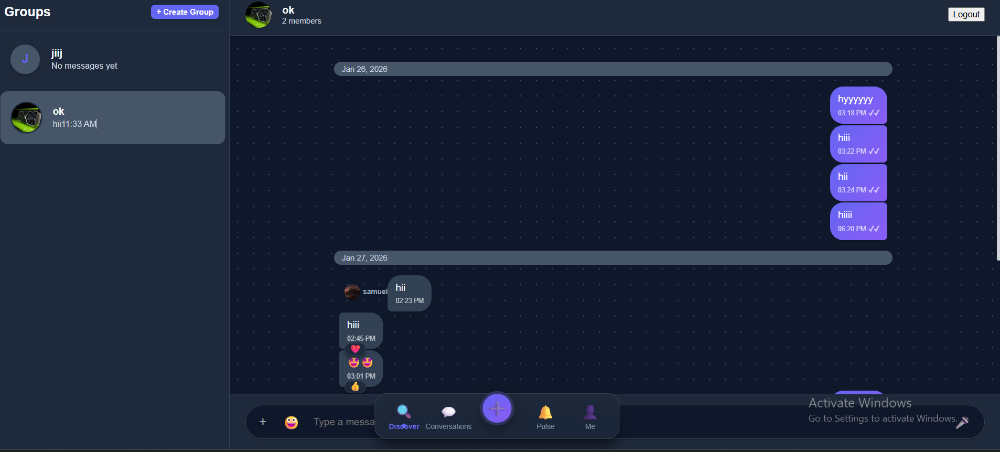 Groups
+ Create Group
J
jiij
No messages yet
ok
hii11:33 AM
ok
2 members
Logout
Jan 26, 2026
hyyyyyy
03:18 PM ✓✓
hiii
03:22 PM ✓✓
hii
03:24 PM ✓✓
hiiii
06:20 PM ✓✓
Jan 27, 2026
samuel
hii
02:23 PM
hiii
02:45 PM
❤️
🤩🤩
03:01 PM
👍
+ 😀 Type a messa
Discover
Conversations
Pulse
Me
Activate Windows
Go to Settings to activate Windows.